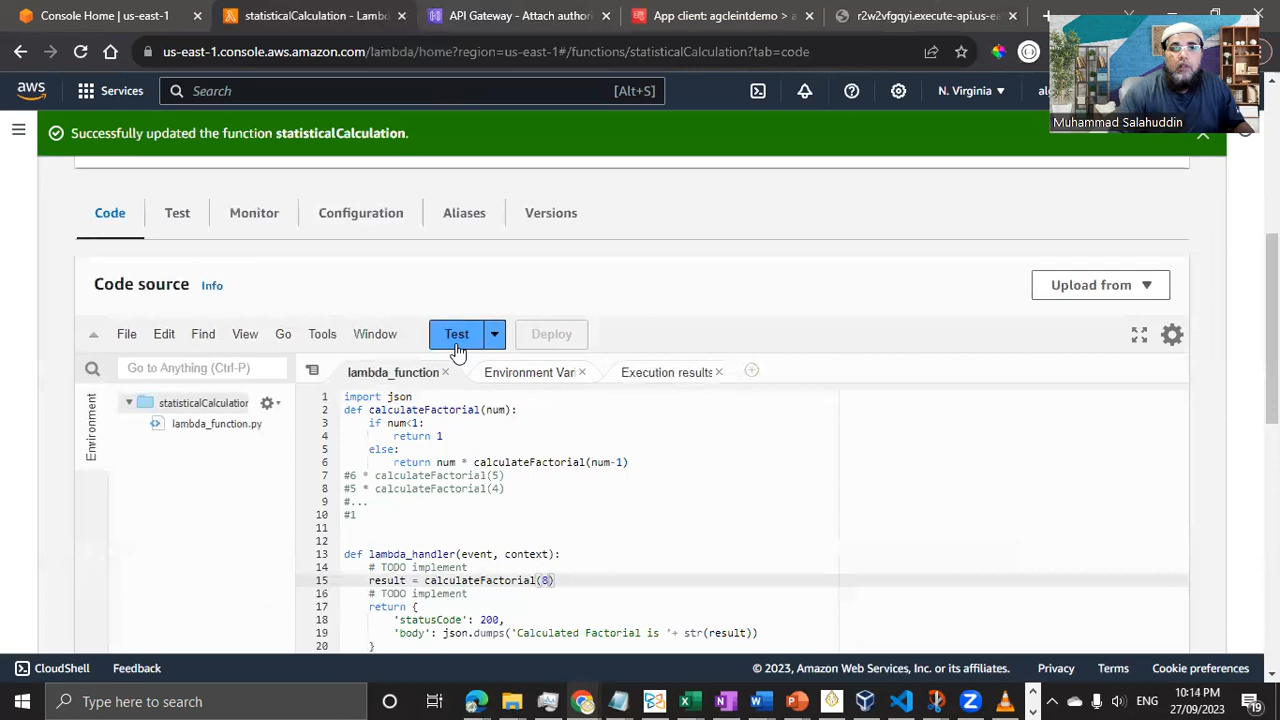 Console Home | us-east-1
statisticalCalculation - Lambda
API Gateway - Attach author
App client: agentdemo >
r2w2vfgqyi.execute-api.us-ea
us-east-1.console.aws.amazon.com/lambda/home?region=us-east-1#/functions/statisticalCalculation?tab=code
aws
Services
Search
[Alt+S]
N. Virginia
Muhammad Salahuddin
Successfully updated the function statisticalCalculation.
Code
Test
Monitor
Configuration
Aliases
Versions
Code source
Info
Upload from
File
Edit
Find
View
Go
Tools
Window
Test
Deploy
Go to Anything (Ctrl-P)
lambda_function
Environment Var
Execution results
Environment
statisticalCalculation
lambda_function.py
1 import json
2 def calculateFactorial(num):
3 if num<1:
4 return 1
5 else:
6 return num * calculateFactorial(num-1)
7 #6 * calculateFactorial(5)
8 #5 * calculateFactorial(4)
9 #...
10 #1
11
12
13 def lambda_handler(event, context):
14 # TODO implement
15 result = calculateFactorial(8)
16 # TODO implement
17 return {
18 'statusCode': 200,
19 'body': json.dumps('Calculated Factorial is '+ str(result))
20 }
CloudShell
Feedback
© 2023, Amazon Web Services, Inc. or its affiliates.
Privacy
Terms
Cookie preferences
Type here to search
ENG
10:14 PM
27/09/2023
19